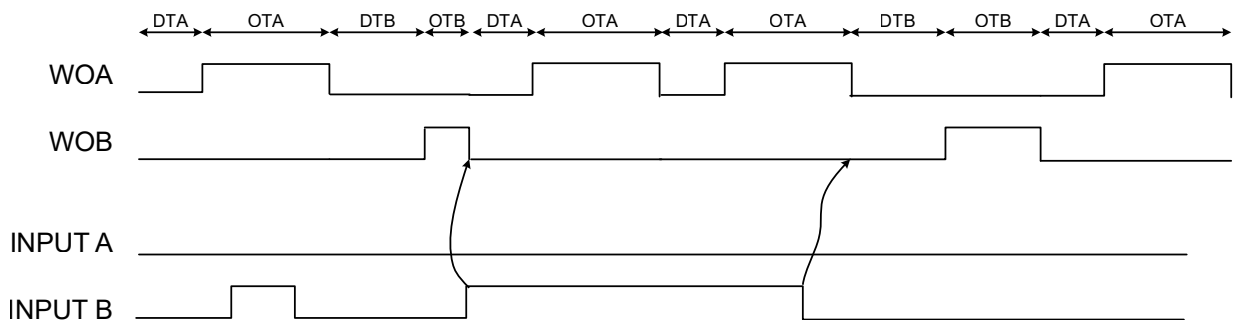 DTA OTA DTB OTB DTA OTA DTA OTA DTB OTB DTA OTA
WOA
WOB
INPUT A
INPUT B